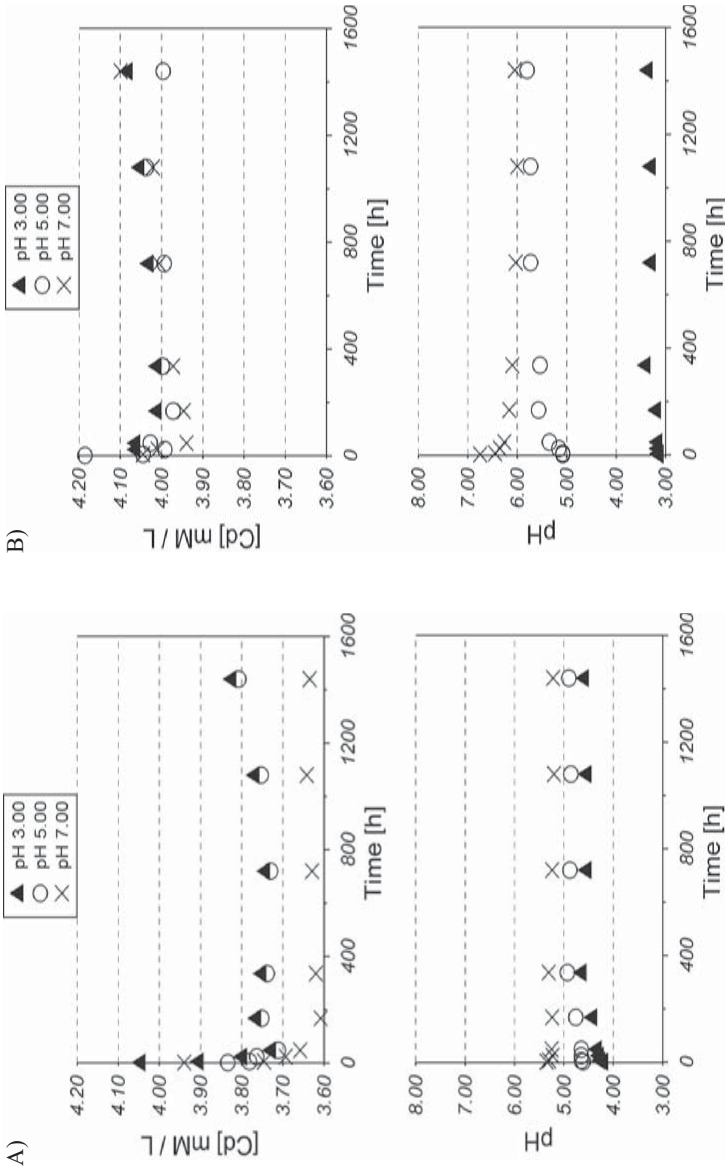 A)
▲ pH 3.00
○ pH 5.00
× pH 7.00
[Cd] mM / L
4.20
4.10
4.00
3.90
3.80
3.70
3.60
0 400 800 1200 1600
Time [h]
pH
8.00
7.00
6.00
5.00
4.00
3.00
0 400 800 1200 1600
Time [h]
B)
▲ pH 3.00
○ pH 5.00
× pH 7.00
[Cd] mM / L
4.20
4.10
4.00
3.90
3.80
3.70
3.60
0 400 800 1200 1600
Time [h]
pH
8.00
7.00
6.00
5.00
4.00
3.00
0 400 800 1200 1600
Time [h]